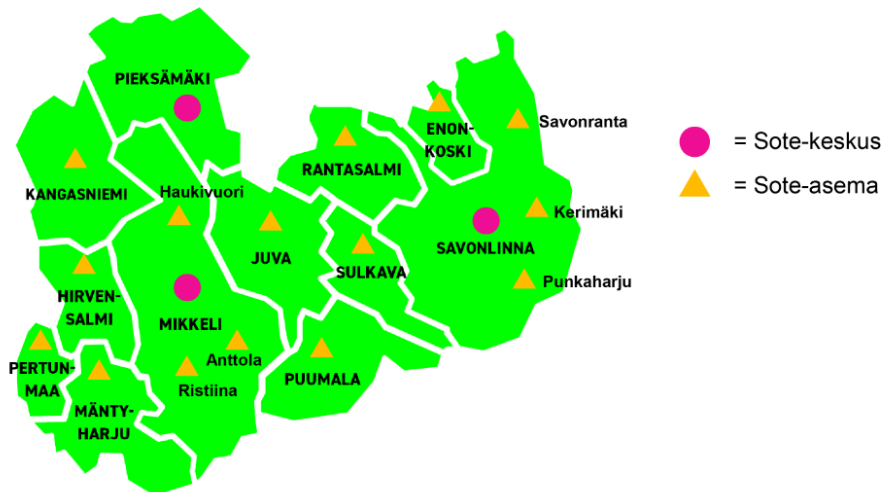 PIEKSÄMÄKI
ENON-
KOSKI
Savonranta
= Sote-keskus
RANTASALMI
KANGASNIEMI
Haukivuori
= Sote-asema
Kerimäki
JUVA
SULKAVA
SAVONLINNA
Punkaharju
HIRVEN-
SALMI
MIKKELI
Anttola
PERTUN-
MAA
Ristiina
PUUMALA
MÄNTY-
HARJU